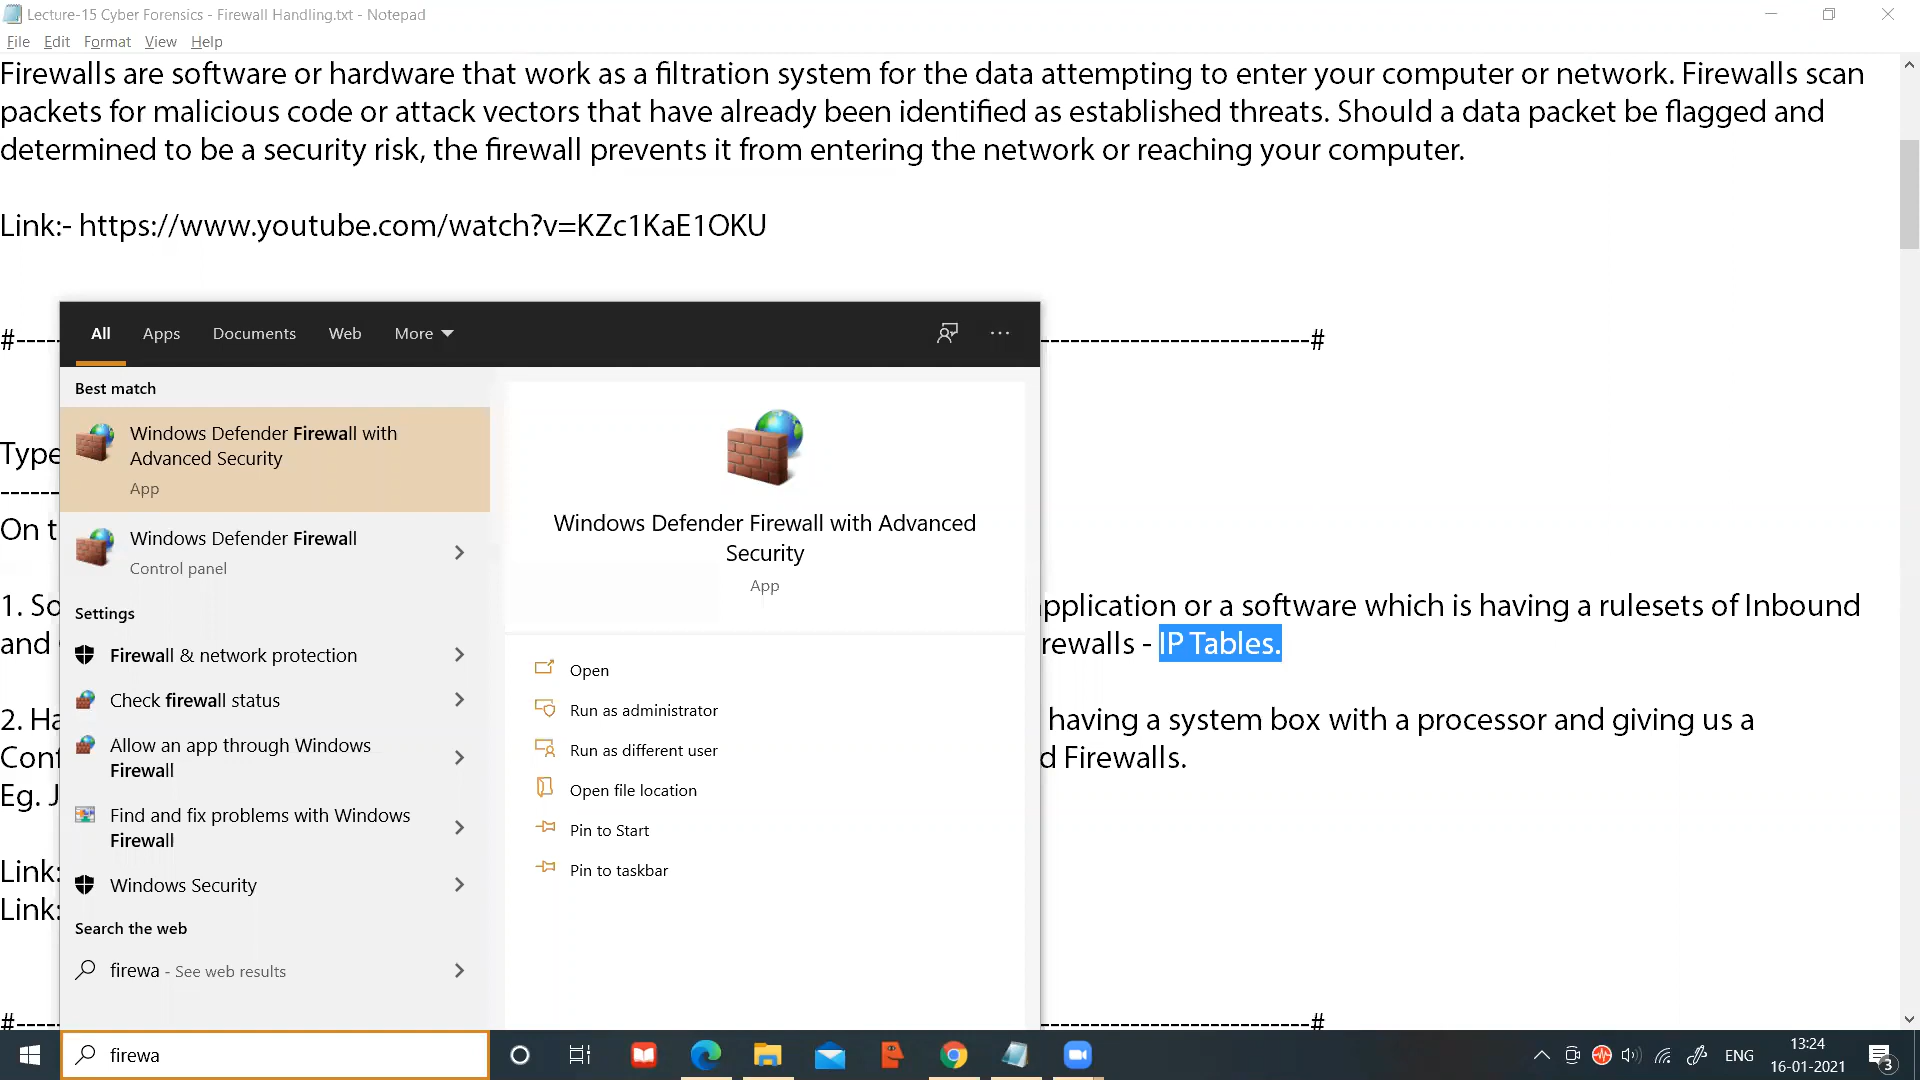 Lecture-15 Cyber Forensics - Firewall Handling.txt - Notepad
File Edit Format View Help
Firewalls are software or hardware that work as a filtration system for the data attempting to enter your computer or network. Firewalls scan
packets for malicious code or attack vectors that have already been identified as established threats. Should a data packet be flagged and
determined to be a security risk, the firewall prevents it from entering the network or reaching your computer.
Link:- https://www.youtube.com/watch?v=KZc1KaE1OKU
#----- ---------------------------#
Type
------
On t
1. So pplication or a software which is having a rulesets of Inbound
and rewalls - IP Tables.
2. Ha having a system box with a processor and giving us a
Conf d Firewalls.
Eg. J
Link:
Link:
#----- ---------------------------#
All Apps Documents Web More
Best match
Windows Defender Firewall with
Advanced Security
App
Windows Defender Firewall
Control panel
Settings
Firewall & network protection
Check firewall status
Allow an app through Windows
Firewall
Find and fix problems with Windows
Firewall
Windows Security
Search the web
firewa - See web results
Windows Defender Firewall with Advanced
Security
App
Open
Run as administrator
Run as different user
Open file location
Pin to Start
Pin to taskbar
firewa
ENG
13:24
16-01-2021
3